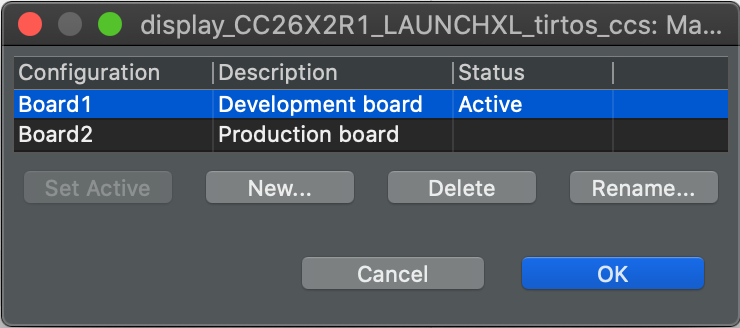 display_CC26X2R1_LAUNCHXL_tirtos_ccs: Ma...
Configuration Description Status
Board1 Development board Active
Board2 Production board
Set Active New... Delete Rename...
Cancel OK